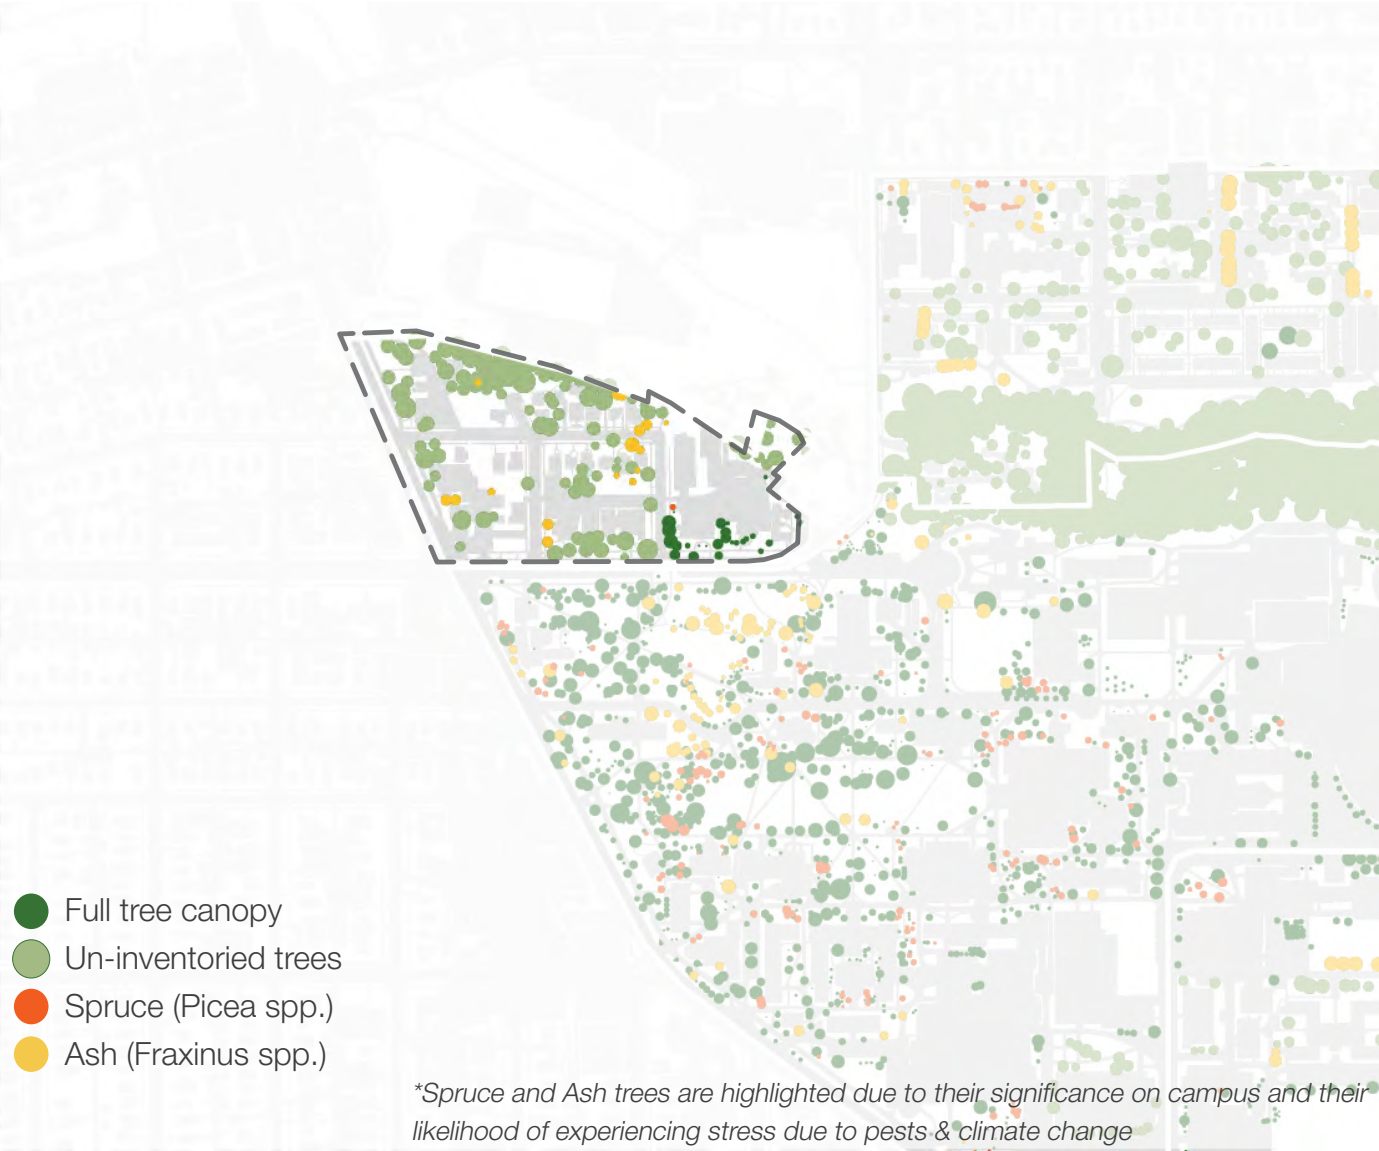 Full tree canopy
Un-inventoried trees
Spruce (Picea spp.)
Ash (Fraxinus spp.)
*Spruce and Ash trees are highlighted due to their significance on campus and their
likelihood of experiencing stress due to pests & climate change